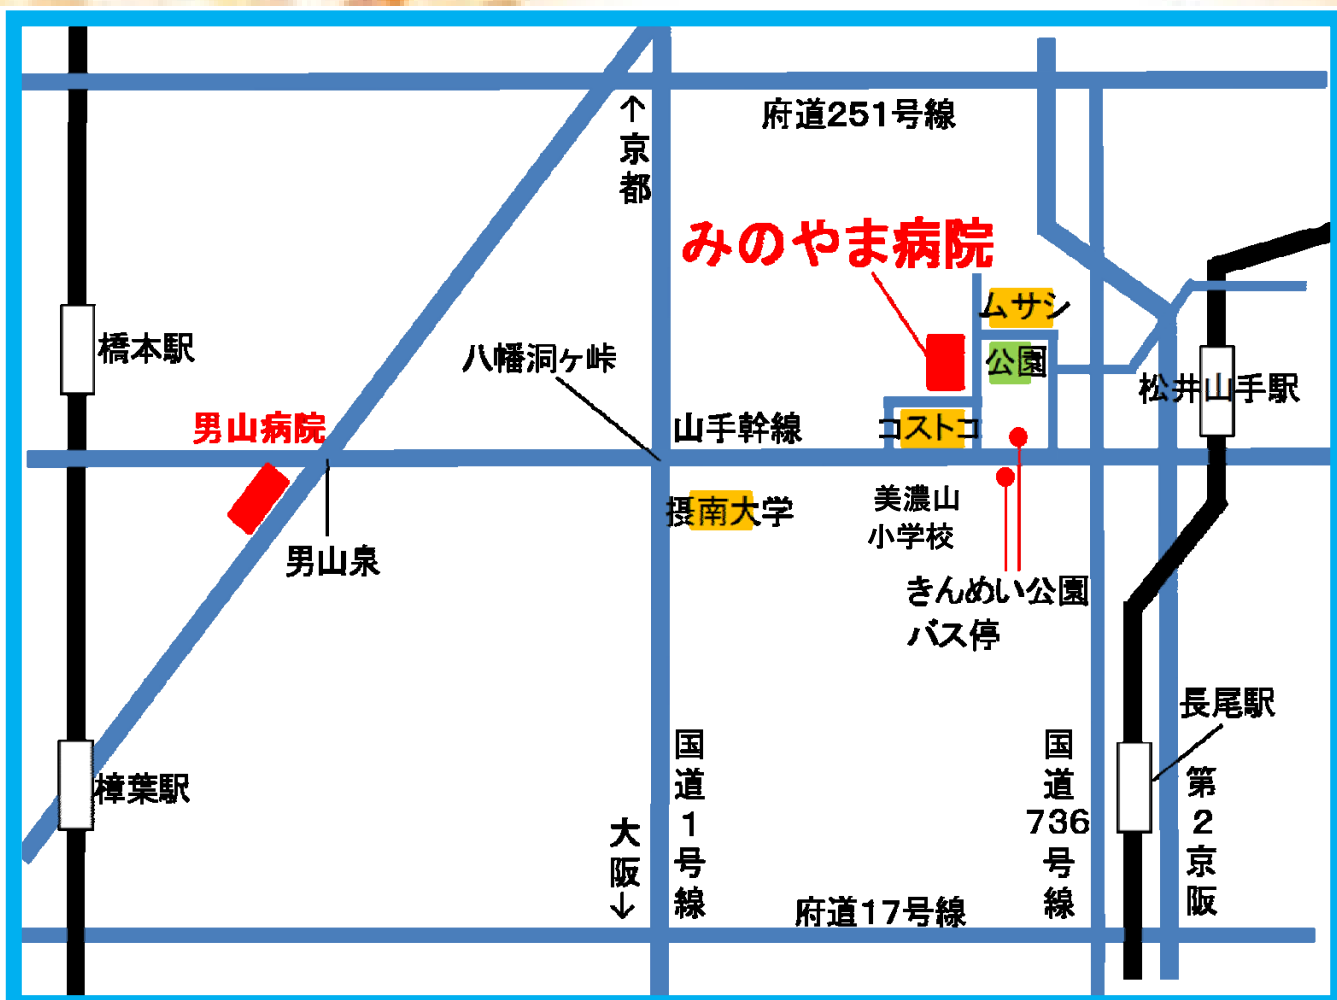 府道251号線
↑京都
みのやま病院
ムサシ
橋本駅
八幡洞ヶ峠
公園
松井山手駅
男山病院
山手幹線
コストコ
摂南大学
美濃山
小学校
男山泉
きんめい公園
バス停
長尾駅
樟葉駅
国道1号線
国道736号線
第2京阪
大阪↓
府道17号線